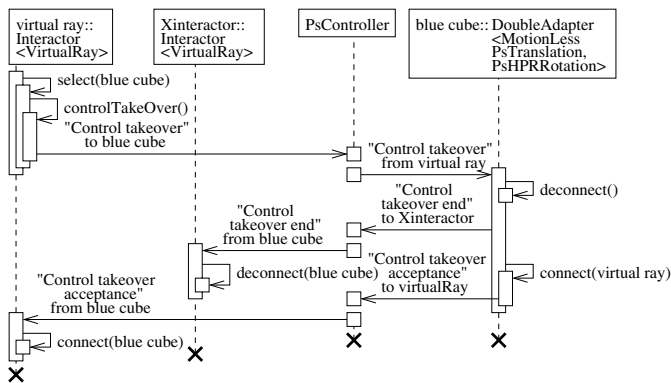 virtual ray::
Interactor
<VirtualRay>
Xinteractor::
Interactor
<VirtualRay>
PsController
blue cube:: DoubleAdapter
<MotionLess
PsTranslation,
PsHPRRotation>
select(blue cube)
controlTakeOver()
"Control takeover"
to blue cube
"Control takeover"
from virtual ray
deconnect()
"Control
takeover end"
to Xinteractor
"Control
takeover end"
from blue cube
deconnect(blue cube)
"Control takeover
acceptance"
to virtualRay
connect(virtual ray)
"Control takeover
acceptance"
from blue cube
connect(blue cube)